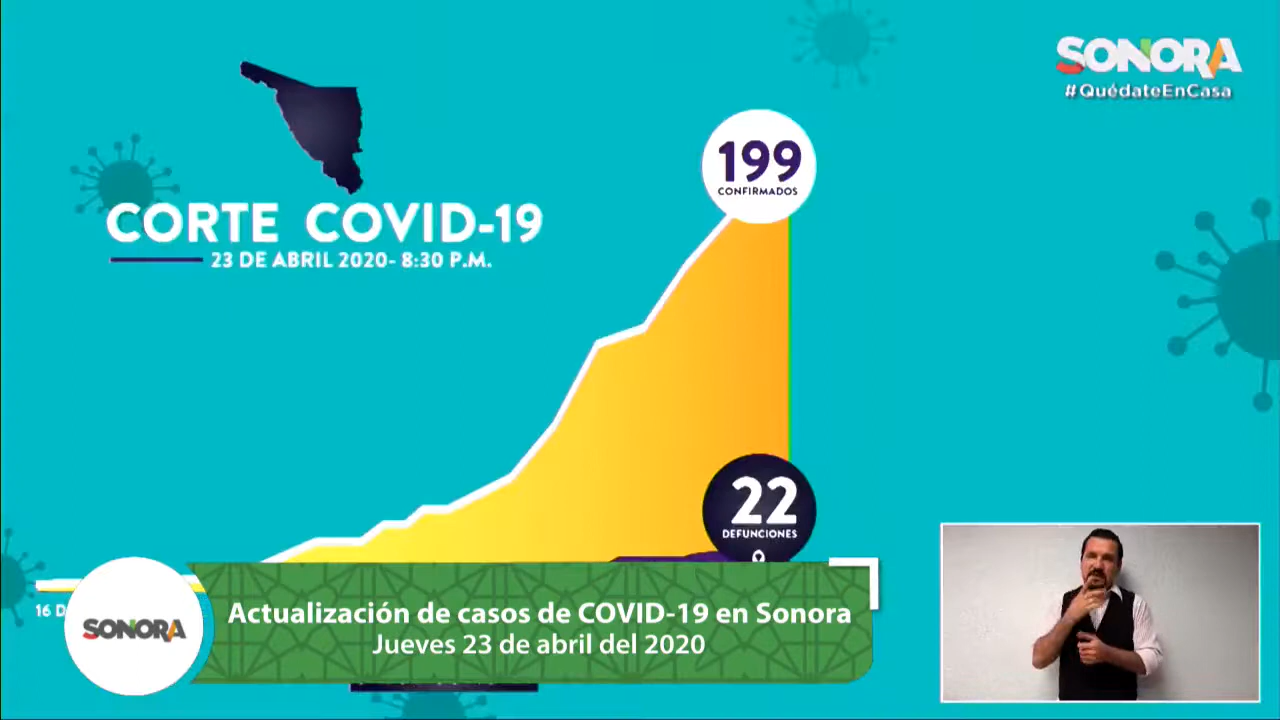 SONORA
#QuédateEnCasa
199
CONFIRMADOS
CORTE COVID-19
23 DE ABRIL 2020- 8:30 P.M.
22
DEFUNCIONES
16 D
SONORA
Actualización de casos de COVID-19 en Sonora
Jueves 23 de abril del 2020